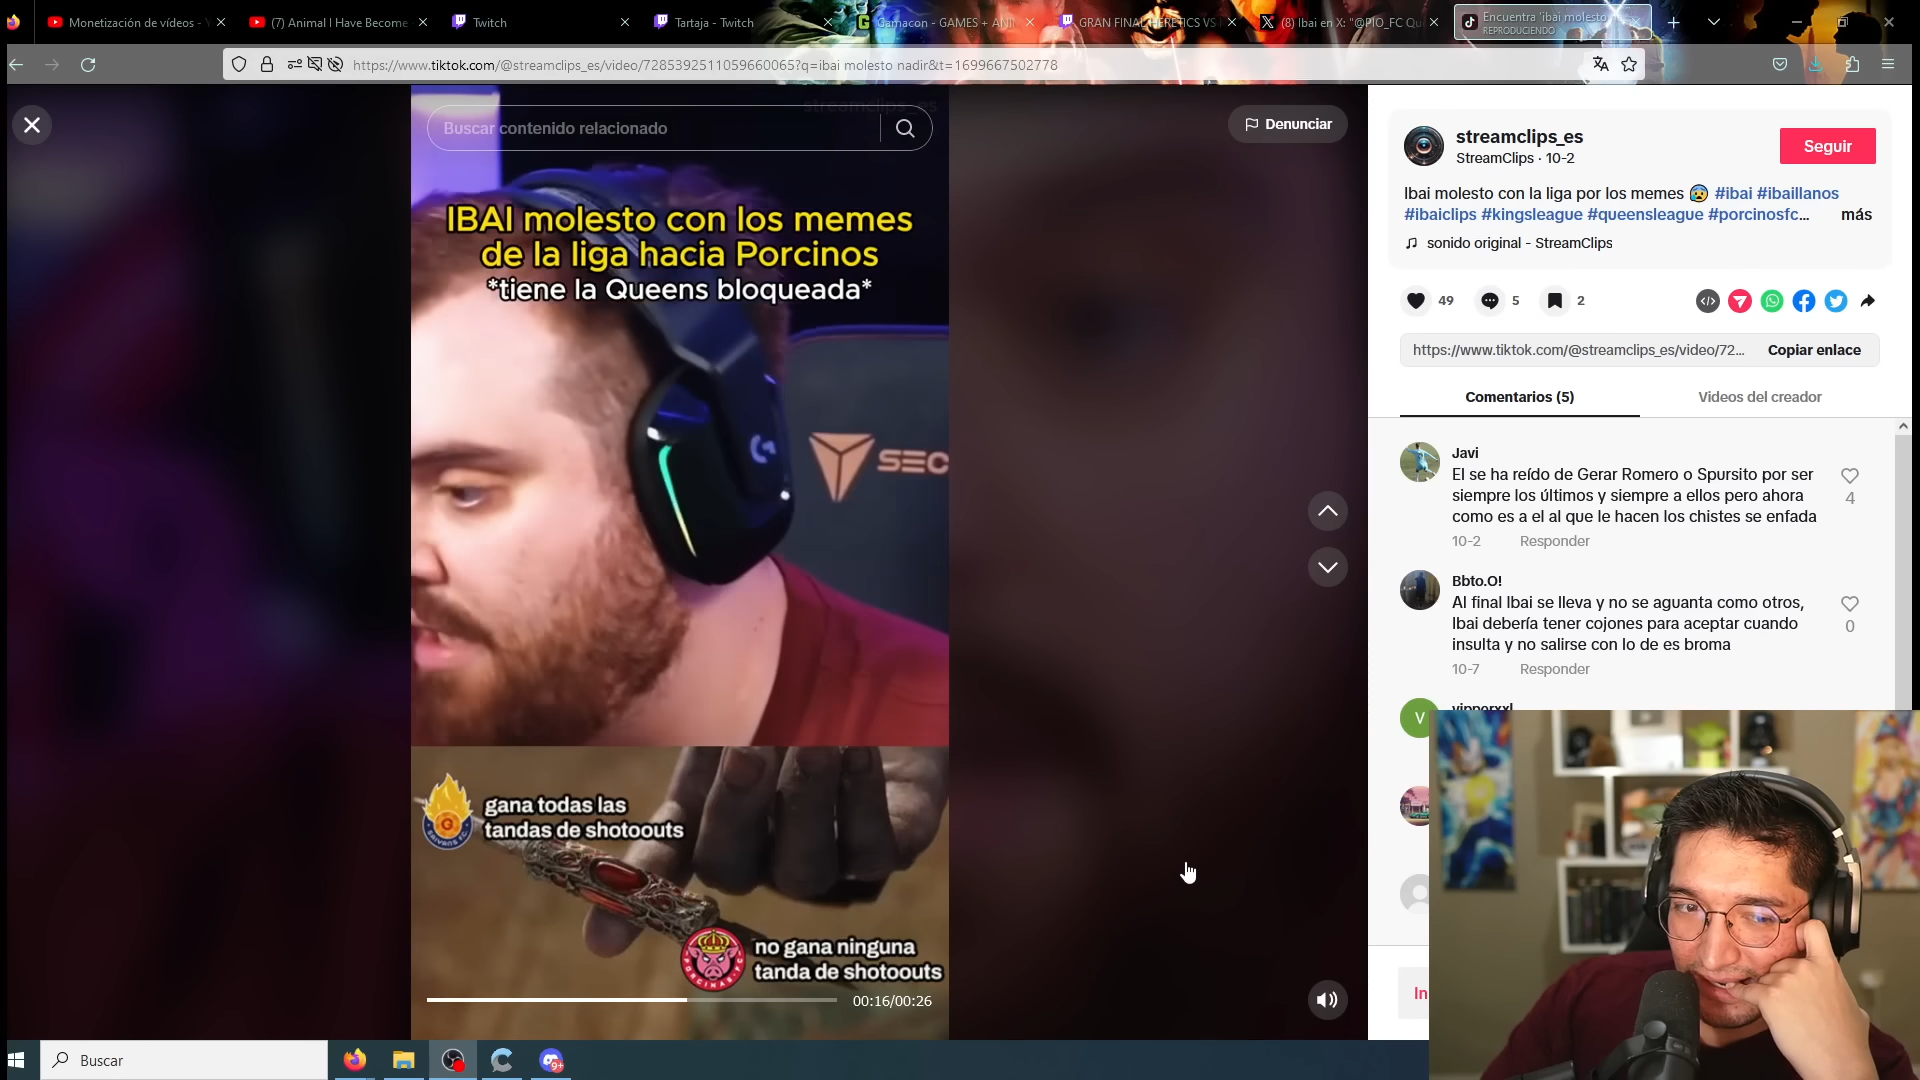 Monetización de vídeos - Y
(7) Animal I Have Become
Twitch
Tartaja - Twitch
Gamacon - GAMES + ANI
GRAN FINAL HERETICS VS
(8) Ibai en X: "@PIO_FC Qu
Encuentra 'ibai molesto
REPRODUCIENDO
https://www.tiktok.com/@streamclips_es/video/7285392511059660065?q=ibai molesto nadir&t=1699667502778
streamclips_es
Buscar contenido relacionado
Denunciar
IBAI molesto con los memes
de la liga hacia Porcinos
*tiene la Queens bloqueada*
SEC
gana todas las
tandas de shotoouts
no gana ninguna
tanda de shotoouts
PORCINAS
00:16/00:26
streamclips_es
StreamClips · 10-2
Seguir
Ibai molesto con la liga por los memes 😰 #ibai #ibaillanos
#ibaiclips #kingsleague #queensleague #porcinosfc... más
sonido original - StreamClips
49
5
2
https://www.tiktok.com/@streamclips_es/video/72...
Copiar enlace
Comentarios (5)
Videos del creador
Javi
El se ha reído de Gerar Romero o Spursito por ser
siempre los últimos y siempre a ellos pero ahora
como es a el al que le hacen los chistes se enfada
4
10-2
Responder
Bbto.O!
Al final Ibai se lleva y no se aguanta como otros,
Ibai debería tener cojones para aceptar cuando
insulta y no salirse con lo de es broma
0
10-7
Responder
V
vipperxxl
In
Buscar
9+